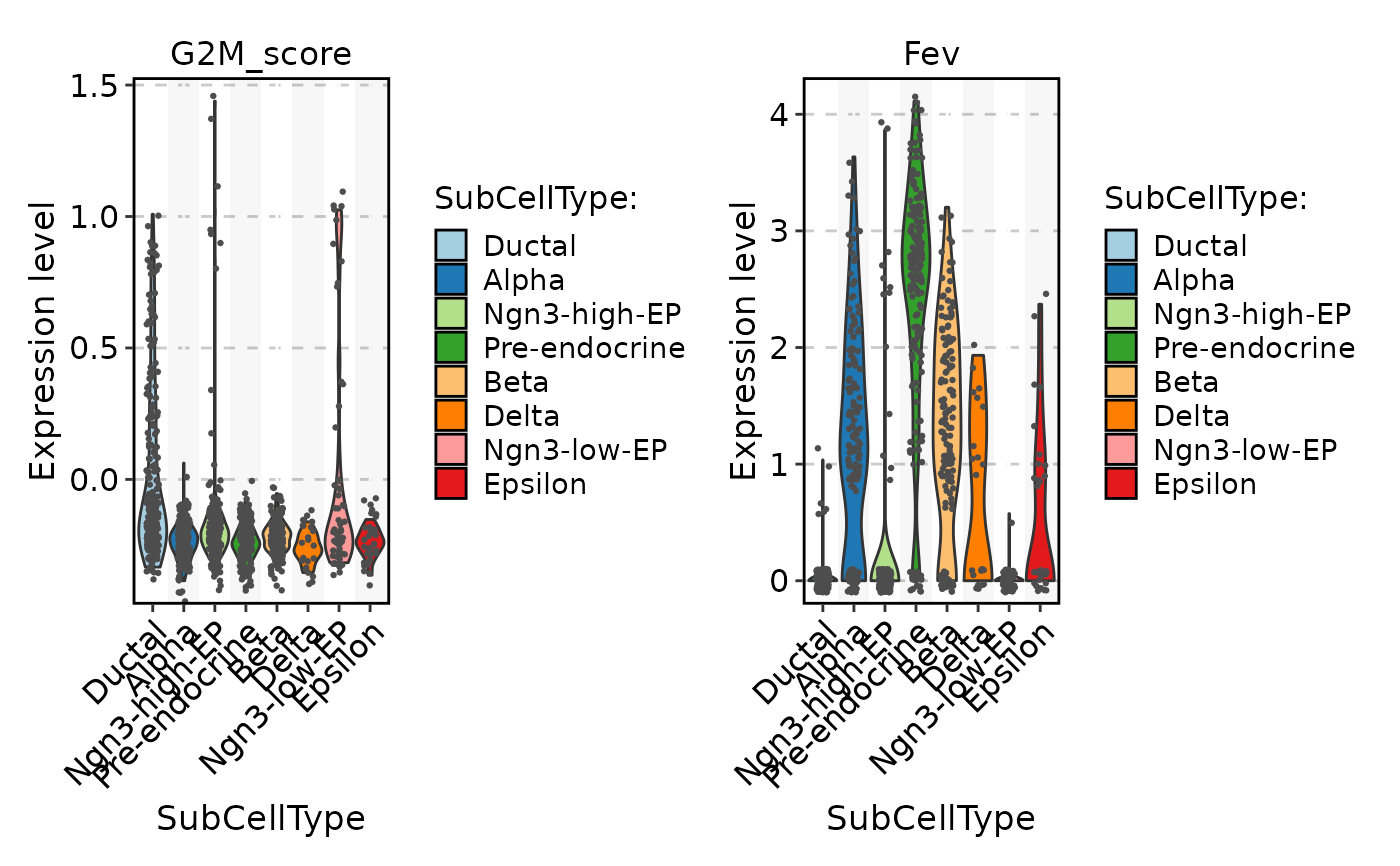 G2M_score
1.5
1.0
0.5
0.0
Expression level
Ductal
Alpha
Ngn3-high-EP
Pre-endocrine
Beta
Delta
Ngn3-low-EP
Epsilon
SubCellType
SubCellType:
Ductal
Alpha
Ngn3-high-EP
Pre-endocrine
Beta
Delta
Ngn3-low-EP
Epsilon
Fev
4
3
2
1
0
Expression level
Ductal
Alpha
Ngn3-high-EP
Pre-endocrine
Beta
Delta
Ngn3-low-EP
Epsilon
SubCellType
SubCellType:
Ductal
Alpha
Ngn3-high-EP
Pre-endocrine
Beta
Delta
Ngn3-low-EP
Epsilon